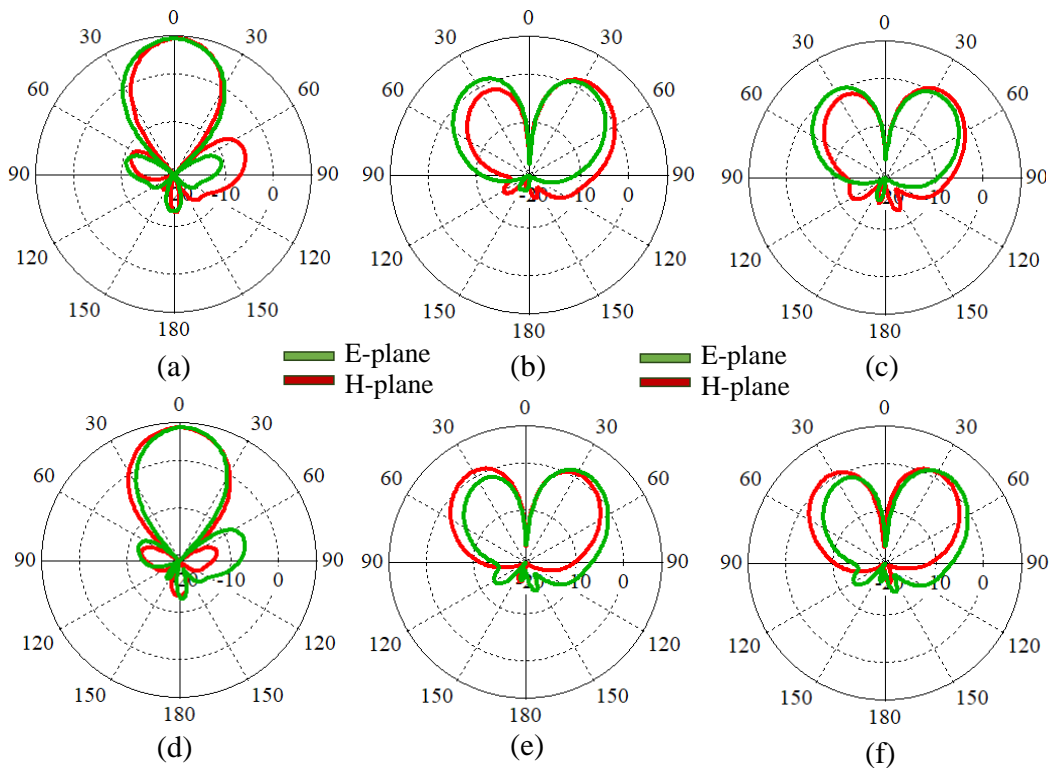 0 0 0
30 30 30 30 30 30
60 60 60 60 60 60
90 -10 0 90 90 -20 -10 0 90 90 10 0 90
120 120 120 120 120 120
150 150 150 150 150 150
180 180 180
(a) (b) (c)
E-plane E-plane
H-plane H-plane
0 0 0
30 30 30 30 30 30
60 60 60 60 60 60
90 -10 0 90 90 10 0 90 90 10 0 90
120 120 120 120 120 120
150 150 150 150 150 150
180 180 180
(d) (e) (f)